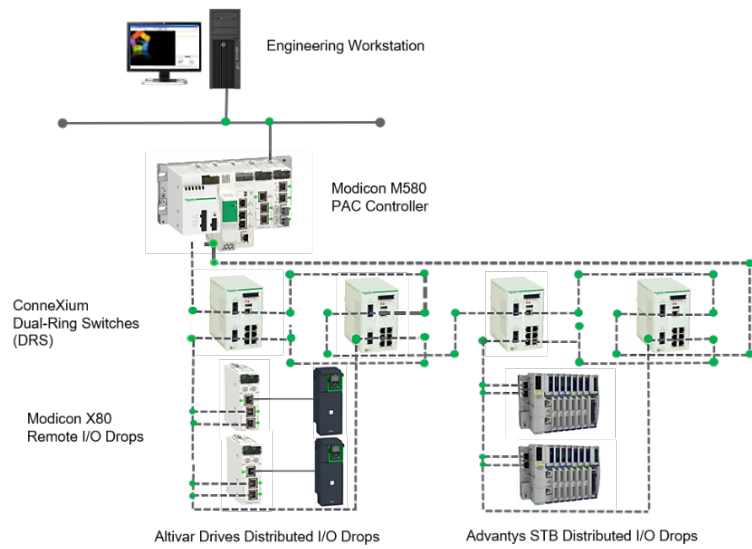 Engineering Workstation
Modicon M580
PAC Controller
ConneXium
Dual-Ring Switches
(DRS)
Modicon X80
Remote I/O Drops
Altivar Drives Distributed I/O Drops
Advantys STB Distributed I/O Drops